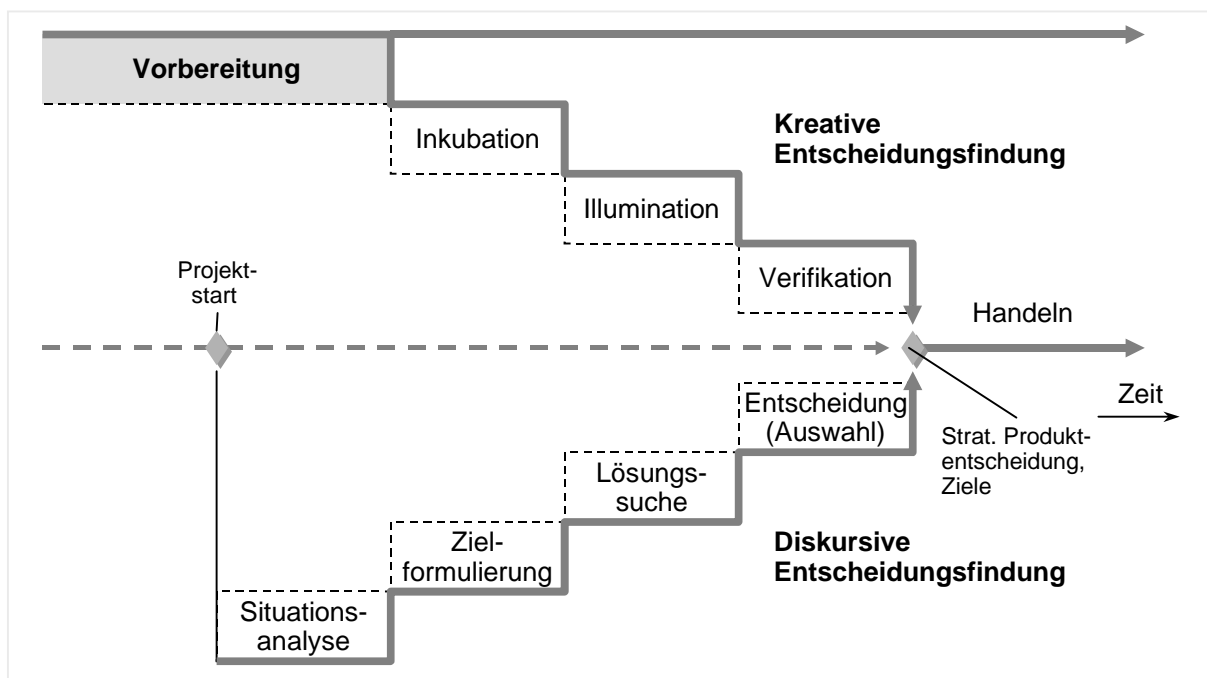 Vorbereitung
Inkubation
Kreative
Entscheidungsfindung
Illumination
Projekt-
start
Verifikation
Handeln
Zeit
Entscheidung
(Auswahl)
Strat. Produkt-
entscheidung,
Ziele
Lösungs-
suche
Ziel-
formulierung
Diskursive
Entscheidungsfindung
Situations-
analyse